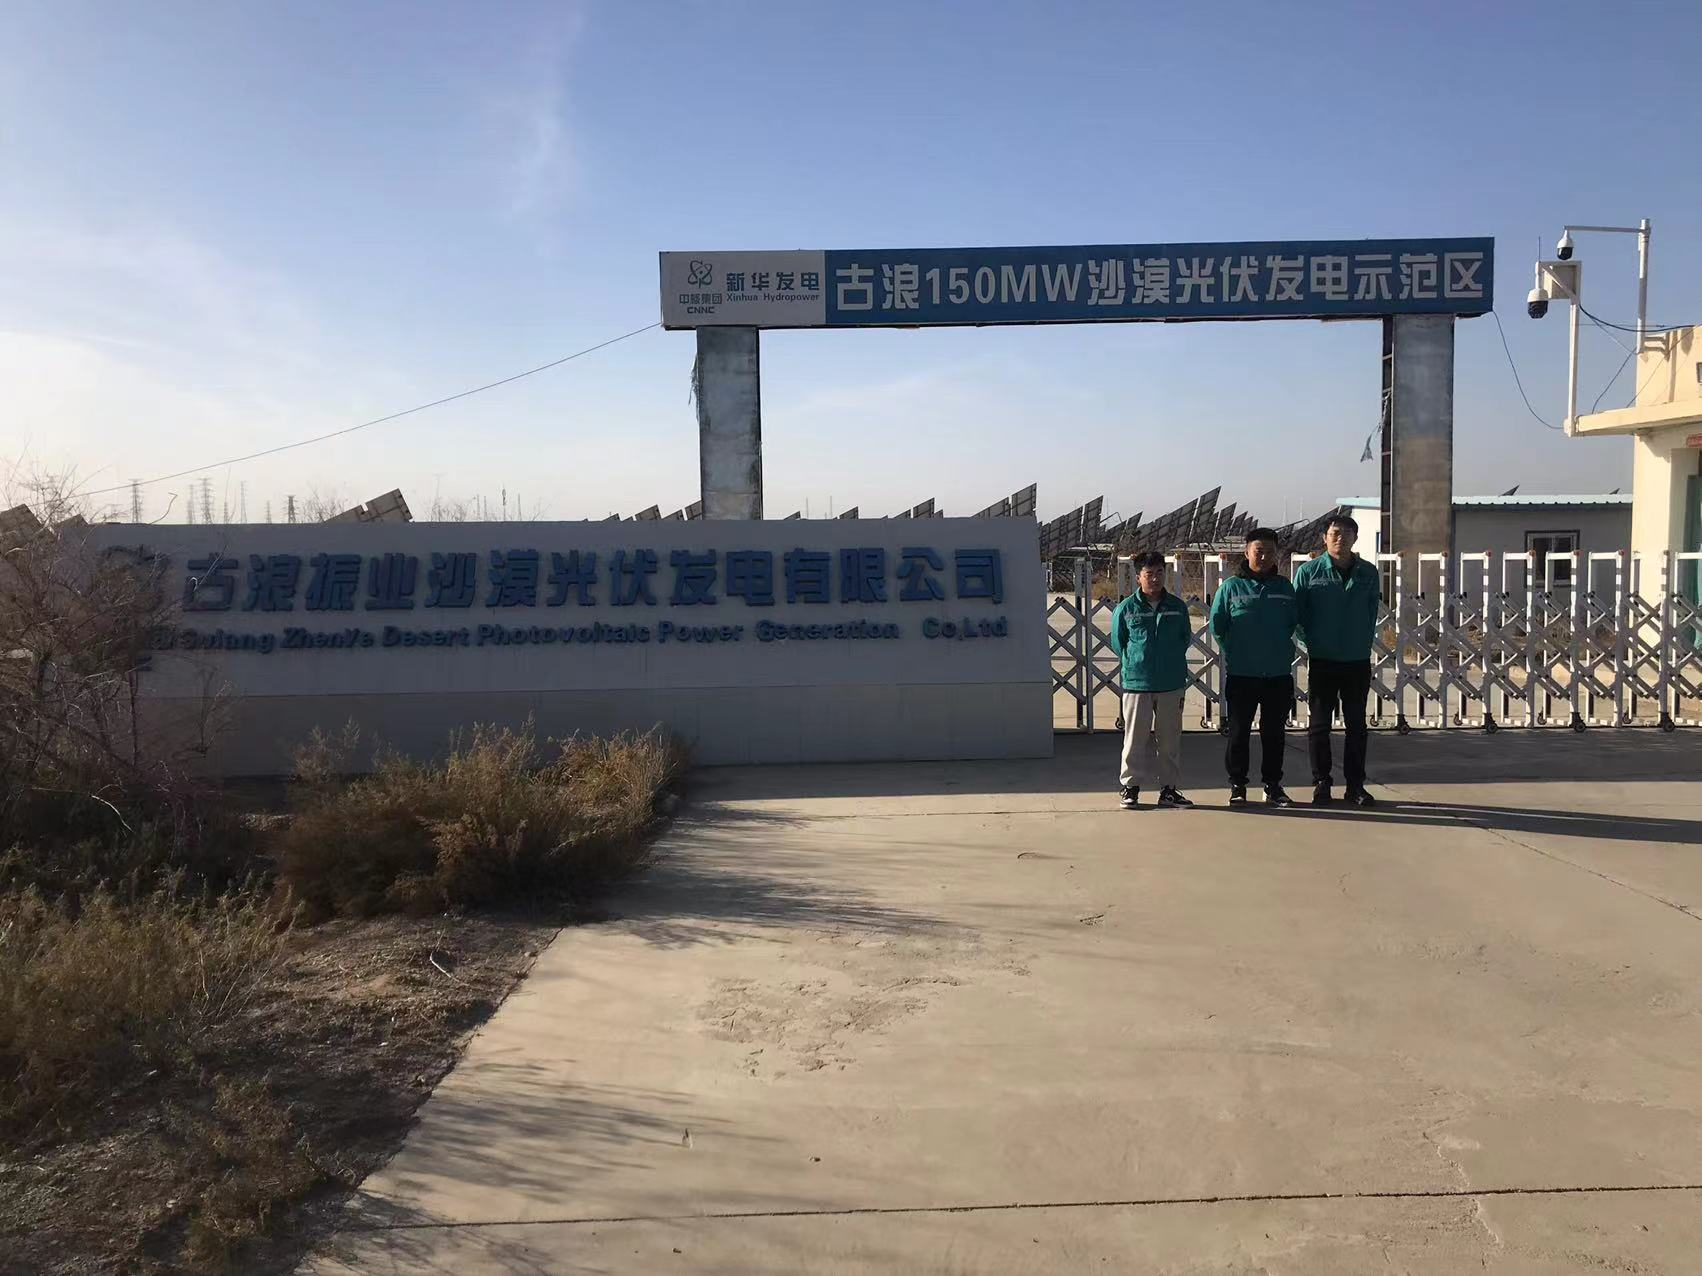 中核集团
CNNC
新华发电
Xinhua Hydropower
古浪150MW沙漠光伏发电示范区
古浪振业沙漠光伏发电有限公司
Gulang ZhenYe Desert Photovoltaic Power Generation Co,Ltd